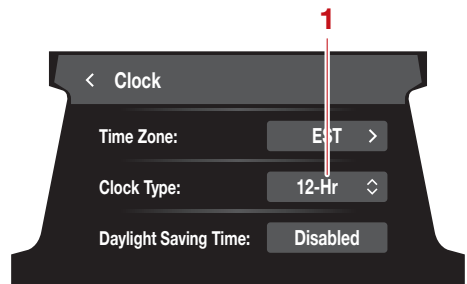 1
< Clock
Time Zone: EST >
Clock Type: 12-Hr
Daylight Saving Time: Disabled